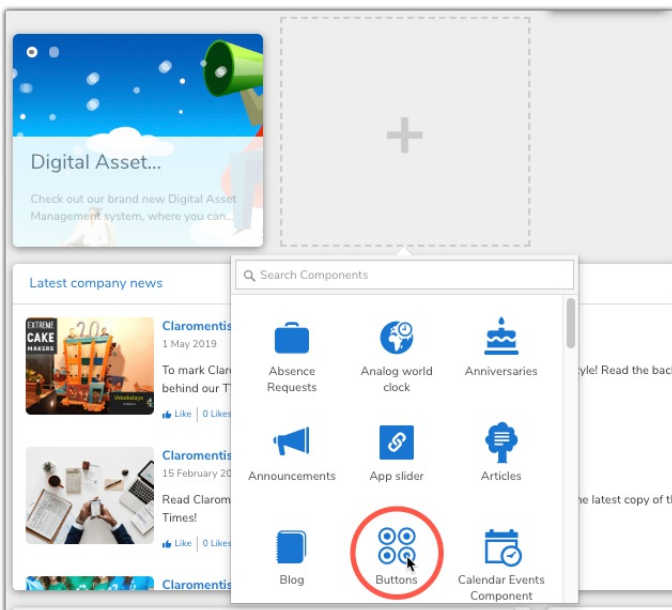 Digital Asset...
Check out our brand new Digital Asset
Management system, where you can...
+
Search Components
Absence
Requests
Analog world
clock
Anniversaries
Announcements
App slider
Articles
Blog
Buttons
Calendar Events
Component
Latest company news
EXTREME
CAKE
MAKERS
20
Claromentis
1 May 2019
To mark Clar
behind our T
Like | 0 Likes
yle! Read the bac
Claromentis
15 February 20
Read Clarom
Times!
Like | 0 Likes
he latest copy of t
Claromentis